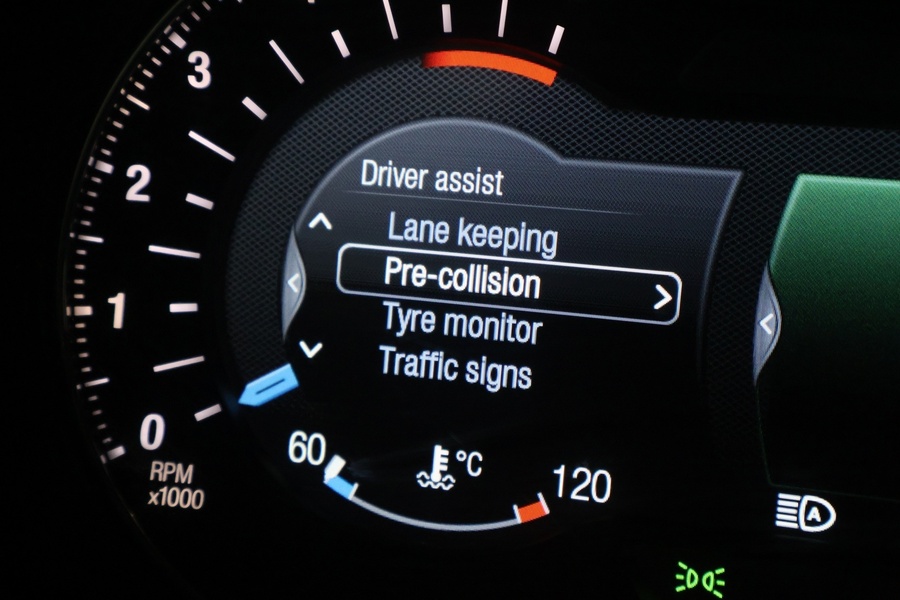 3
2
1
0
RPM
x1000
Driver assist
Lane keeping
Pre-collision
Tyre monitor
Traffic signs
60
°C
120
A